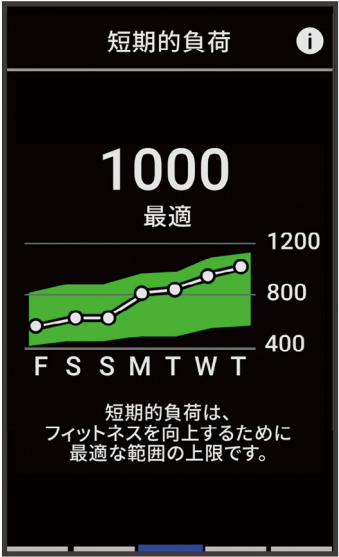 短期的負荷
i
1000
最適
1200
800
400
F S S M T W T
短期的負荷は、
フィットネスを向上するために
最適な範囲の上限です。